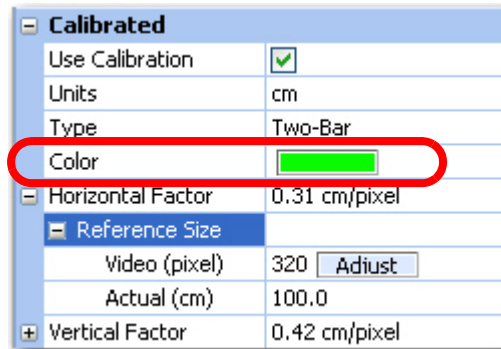 Calibrated
Use Calibration
Units cm
Type Two-Bar
Color
Horizontal Factor 0.31 cm/pixel
Reference Size
Video (pixel) 320 Adjust
Actual (cm) 100.0
Vertical Factor 0.42 cm/pixel